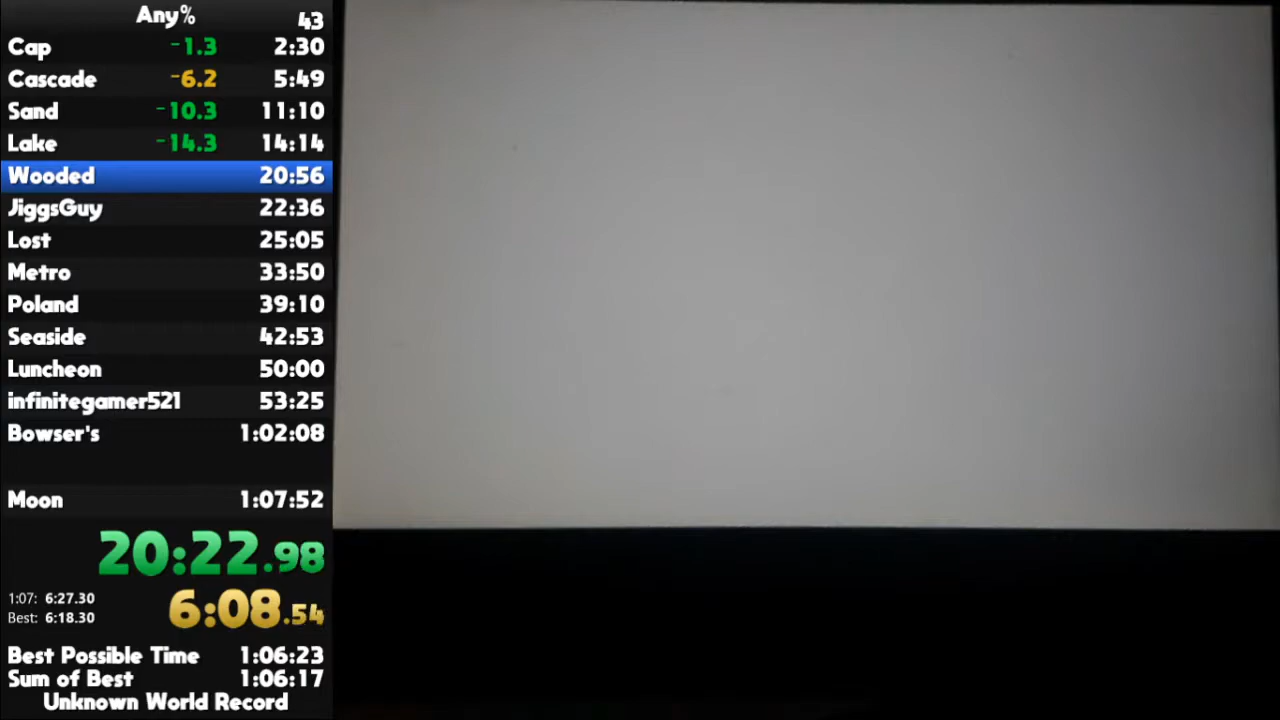 Any% 43
Cap -1.3 2:30
Cascade -6.2 5:49
Sand -10.3 11:10
Lake -14.3 14:14
Wooded 20:56
JiggsGuy 22:36
Lost 25:05
Metro 33:50
Poland 39:10
Seaside 42:53
Luncheon 50:00
infinitegamer521 53:25
Bowser's 1:02:08
Moon 1:07:52
20:22.98
1:07: 6:27.30
6:08.54
Best: 6:18.30
Best Possible Time 1:06:23
Sum of Best 1:06:17
Unknown World Record